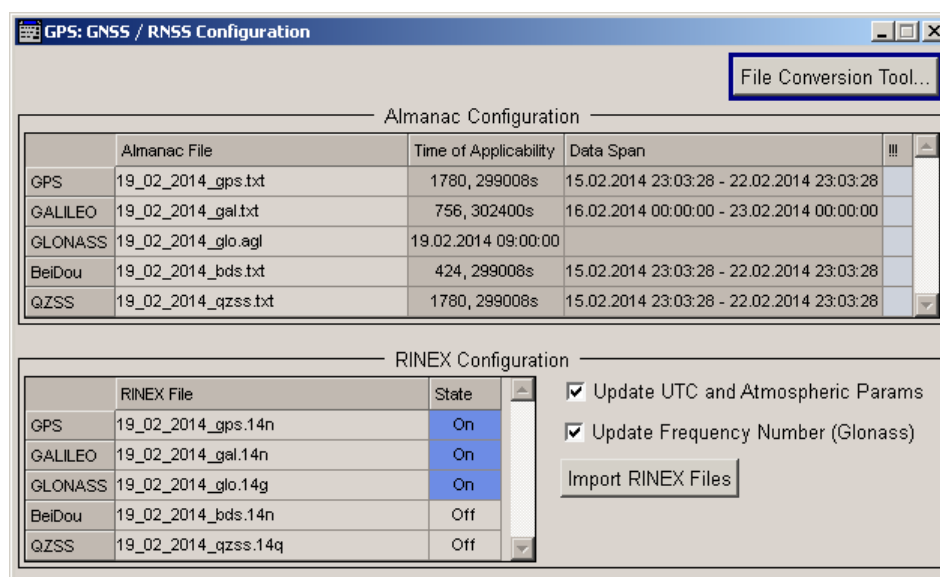 GPS: GNSS / RNSS Configuration
File Conversion Tool...
Almanac Configuration
Almanac File Time of Applicability Data Span !!!
GPS 19_02_2014_gps.txt 1780, 299008s 15.02.2014 23:03:28 - 22.02.2014 23:03:28
GALILEO 19_02_2014_gal.txt 756, 302400s 16.02.2014 00:00:00 - 23.02.2014 00:00:00
GLONASS 19_02_2014_glo.agl 19.02.2014 09:00:00
BeiDou 19_02_2014_bds.txt 424, 299008s 15.02.2014 23:03:28 - 22.02.2014 23:03:28
QZSS 19_02_2014_qzss.txt 1780, 299008s 15.02.2014 23:03:28 - 22.02.2014 23:03:28
RINEX Configuration
RINEX File State
GPS 19_02_2014_gps.14n On
GALILEO 19_02_2014_gal.14n On
GLONASS 19_02_2014_glo.14g On
BeiDou 19_02_2014_bds.14n Off
QZSS 19_02_2014_qzss.14q Off
Update UTC and Atmospheric Params
Update Frequency Number (Glonass)
Import RINEX Files